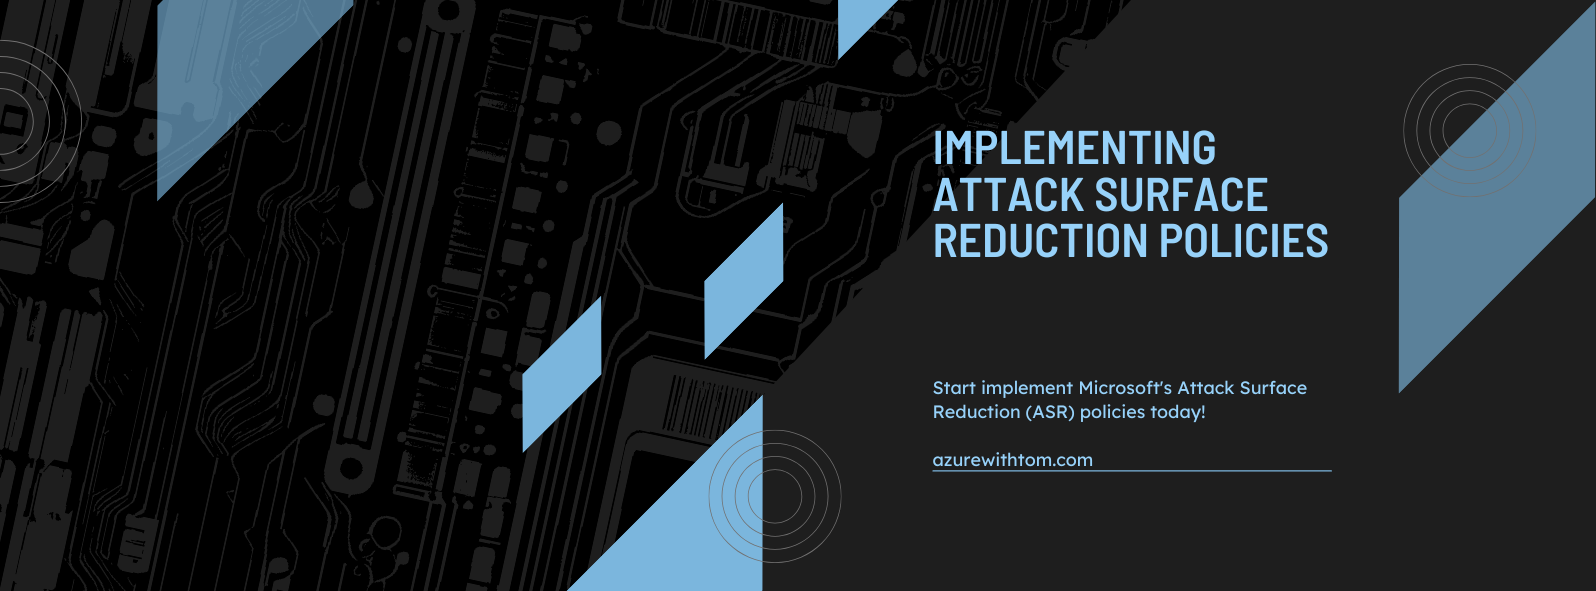 IMPLEMENTING
ATTACK SURFACE
REDUCTION POLICIES
Start implement Microsoft's Attack Surface
Reduction (ASR) policies today!
azurewithtom.com